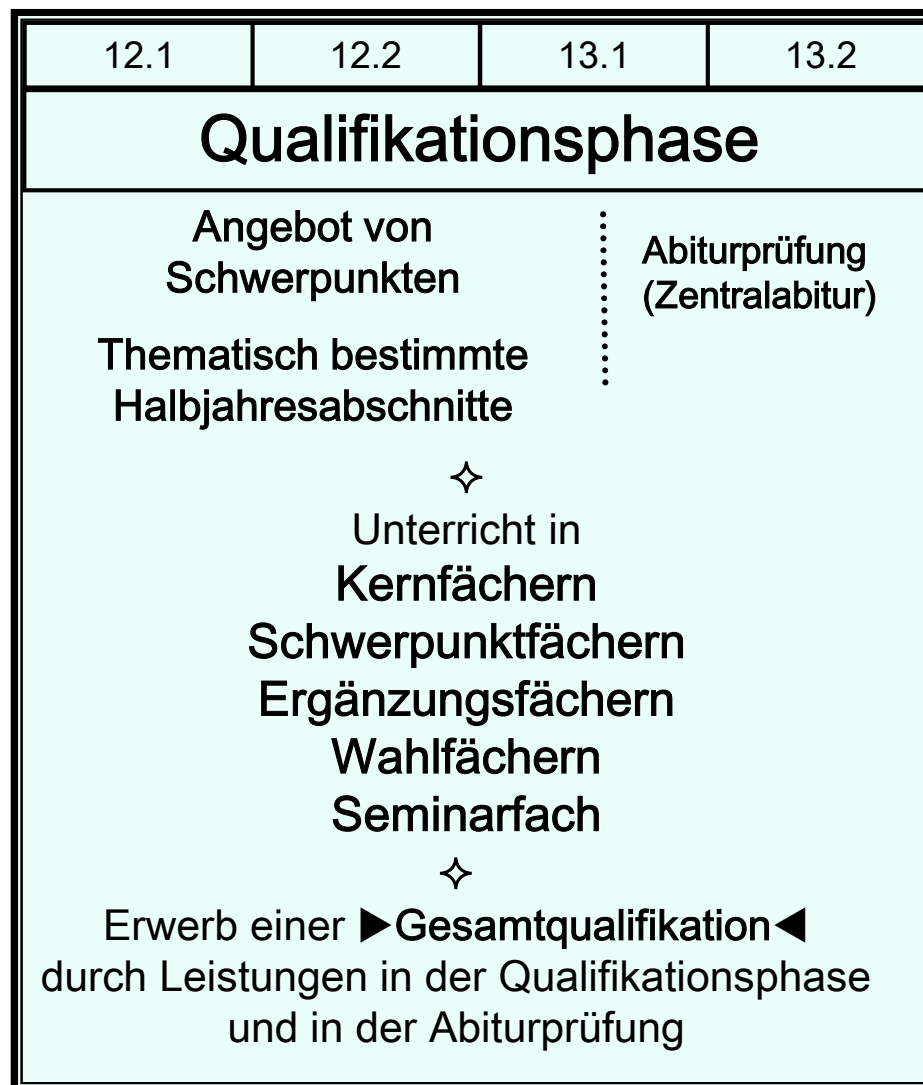 12.1 12.2 13.1 13.2
Qualifikationsphase
Angebot von
Schwerpunkten
Thematisch bestimmte
Halbjahresabschnitte
Abiturprüfung
(Zentralabitur)
Unterricht in
Kernfächern
Schwerpunktfächern
Ergänzungsfächern
Wahlfächern
Seminarfach
Erwerb einer ▶Gesamtqualifikation◀
durch Leistungen in der Qualifikationsphase
und in der Abiturprüfung